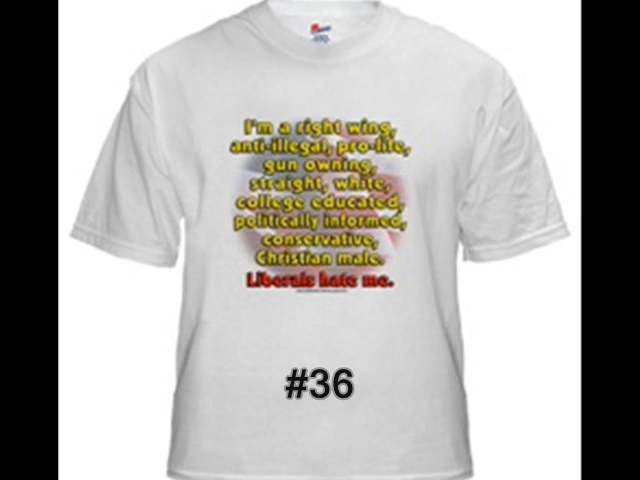 I'm a right wing,
anti-illegal, pro-life,
gun owning,
straight, white,
college educated,
politically informed,
conservative,
Christian male.
Liberals hate me.
#36